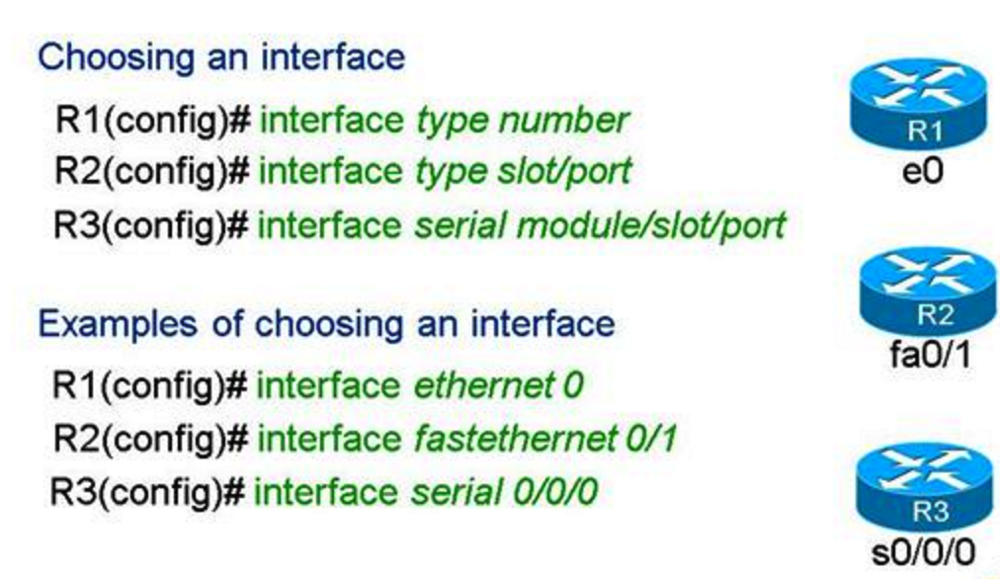 Choosing an interface
R1(config)# interface type number
R2(config)# interface type slot/port
R3(config)# interface serial module/slot/port
Examples of choosing an interface
R1(config)# interface ethernet 0
R2(config)# interface fastethernet 0/1
R3(config)# interface serial 0/0/0
R1
e0
R2
fa0/1
R3
s0/0/0